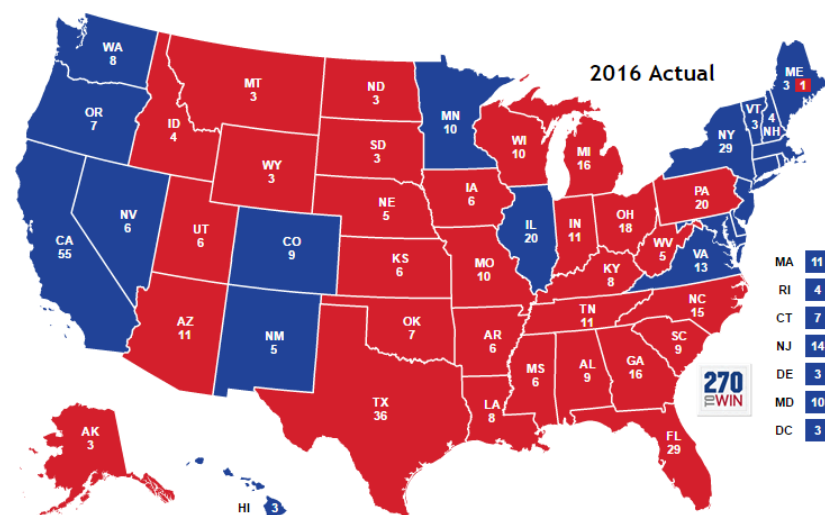 2016 Actual
WA
8
OR
7
CA
55
NV
6
ID
4
MT
3
WY
3
UT
6
AZ
11
CO
9
NM
5
ND
3
SD
3
NE
5
KS
6
OK
7
TX
36
MN
10
IA
6
MO
10
AR
6
LA
8
WI
10
IL
20
MI
16
IN
11
OH
18
KY
8
TN
11
MS
6
AL
9
GA
16
FL
29
SC
9
NC
15
VA
13
WV
5
PA
20
NY
29
VT
3
4
NH
ME
3 1
MA 11
RI 4
CT 7
NJ 14
DE 3
MD 10
DC 3
270
TO WIN
AK
3
HI 3